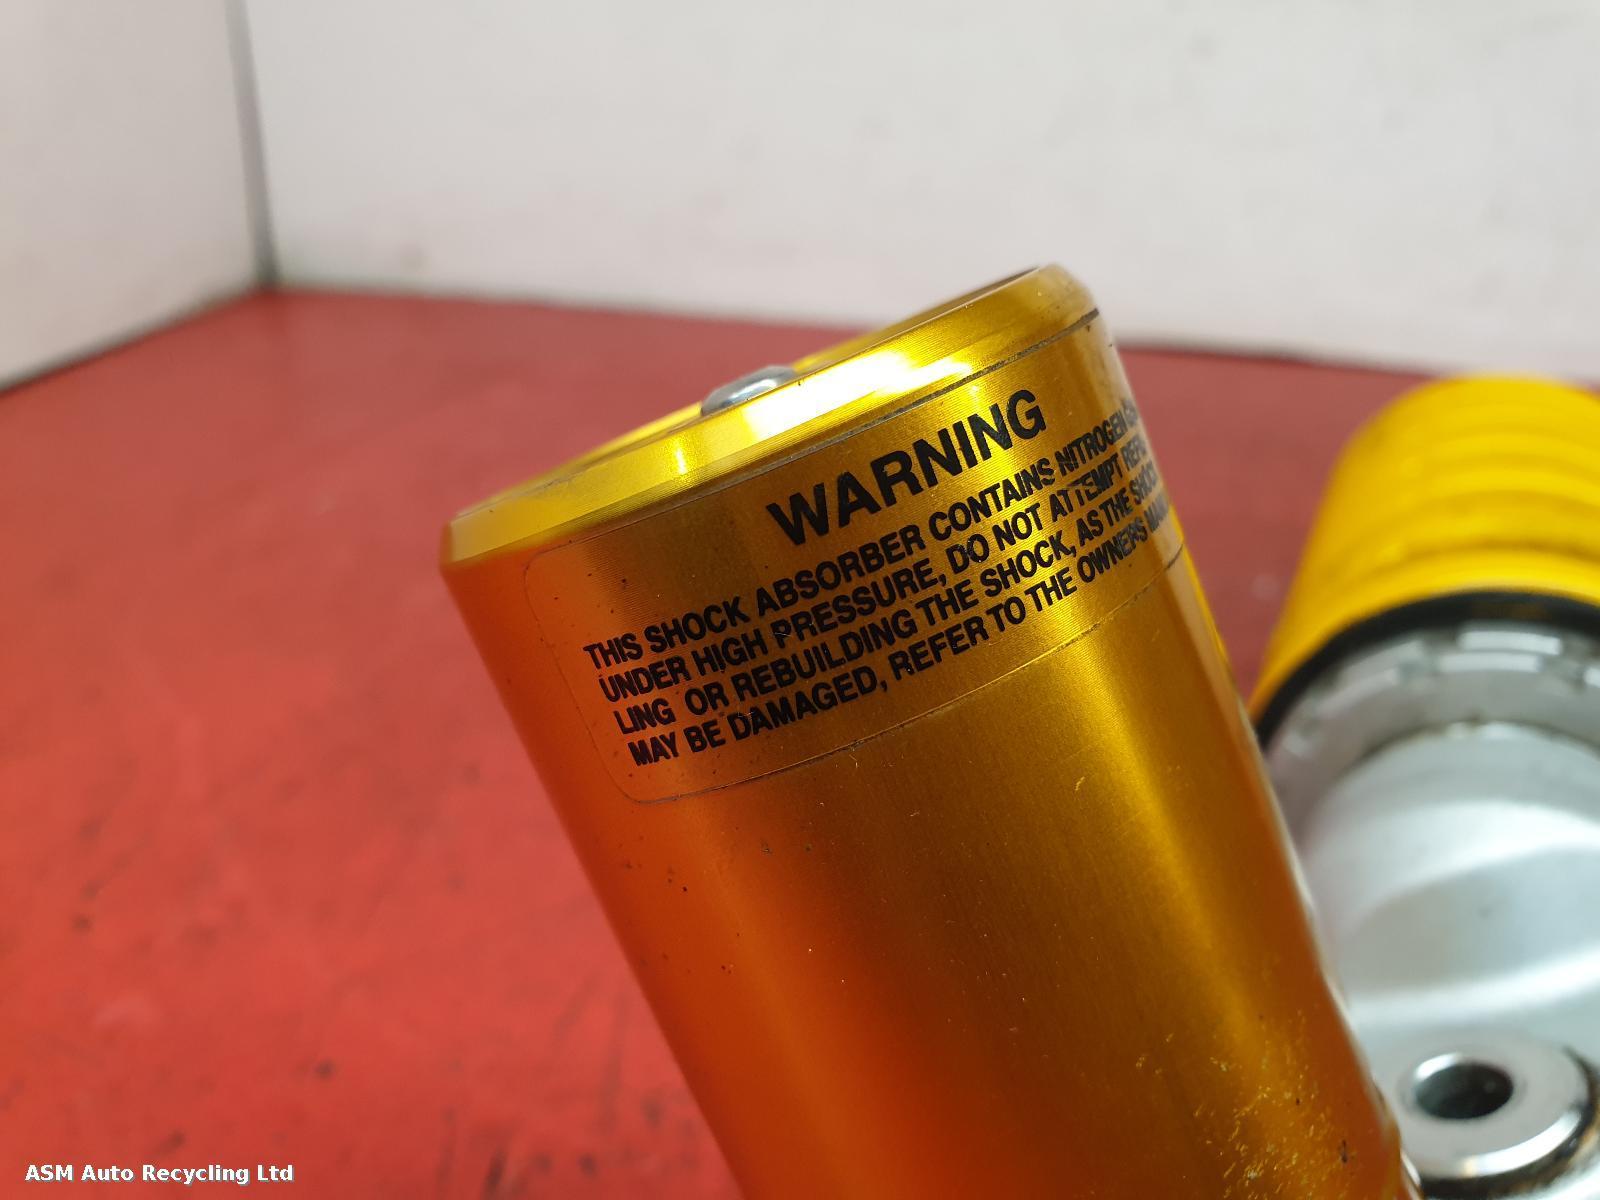 WARNING
THIS SHOCK ABSORBER CONTAINS NITROGEN
UNDER HIGH PRESSURE, DO NOT ATTEMPT
LING OR REBUILDING THE SHOCK, AS THE SHOCK
MAY BE DAMAGED, REFER TO THE OWNERS
ASM Auto Recycling Ltd